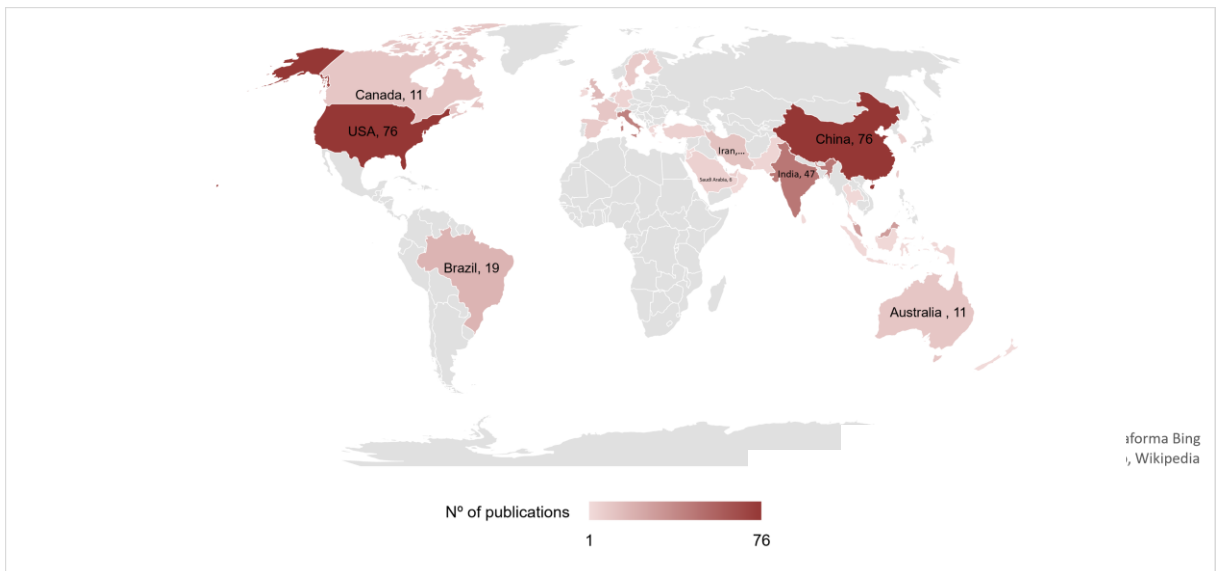 Canada, 11
USA, 76
China, 76
Iran,...
India, 47
Saudi Arabia,
Brazil, 19
Australia , 11
aforma Bing
, Wikipedia
Nº of publications
1
76